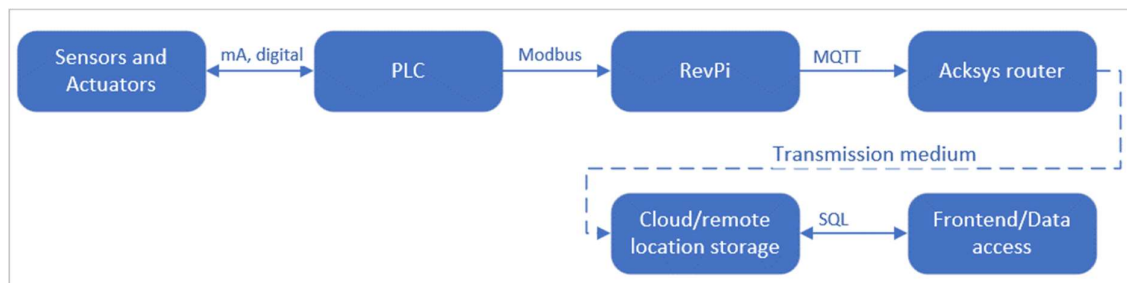 Sensors and
Actuators
mA, digital
PLC
Modbus
RevPi
MQTT
Acksys router
Transmission medium
Cloud/remote
location storage
SQL
Frontend/Data
access